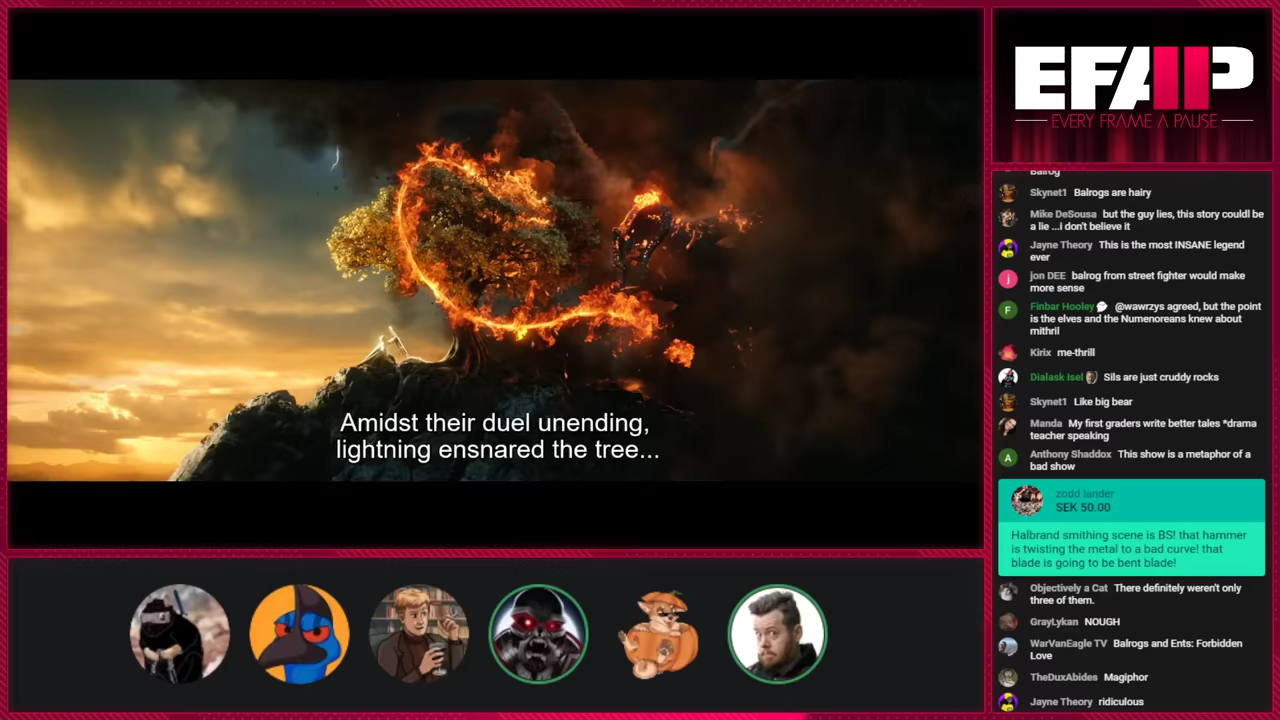 EFAP
EVERY FRAME A PAUSE
Balrog
Skynet1 Balrogs are hairy
Mike DeSousa but the guy lies, this story couldl be
a lie ...i don't believe it
Jayne Theory This is the most INSANE legend
ever
j
jon DEE balrog from street fighter would make
more sense
F
Finbar Hooley @wawrzys agreed, but the point
is the elves and the Numenoreans knew about
mithril
Kirix me-thrill
Dialask Isel Sils are just cruddy rocks
Skynet1 Like big bear
Manda My first graders write better tales *drama
teacher speaking
A
Anthony Shaddox This show is a metaphor of a
bad show
zodd lander
SEK 50.00
Halbrand smithing scene is BS! that hammer
is twisting the metal to a bad curve! that
blade is going to be bent blade!
Objectively a Cat There definitely weren't only
three of them.
GrayLykan NOUGH
WarVanEagle TV Balrogs and Ents: Forbidden
Love
TheDuxAbides Magiphor
Jayne Theory ridiculous
Amidst their duel unending,
lightning ensnared the tree...